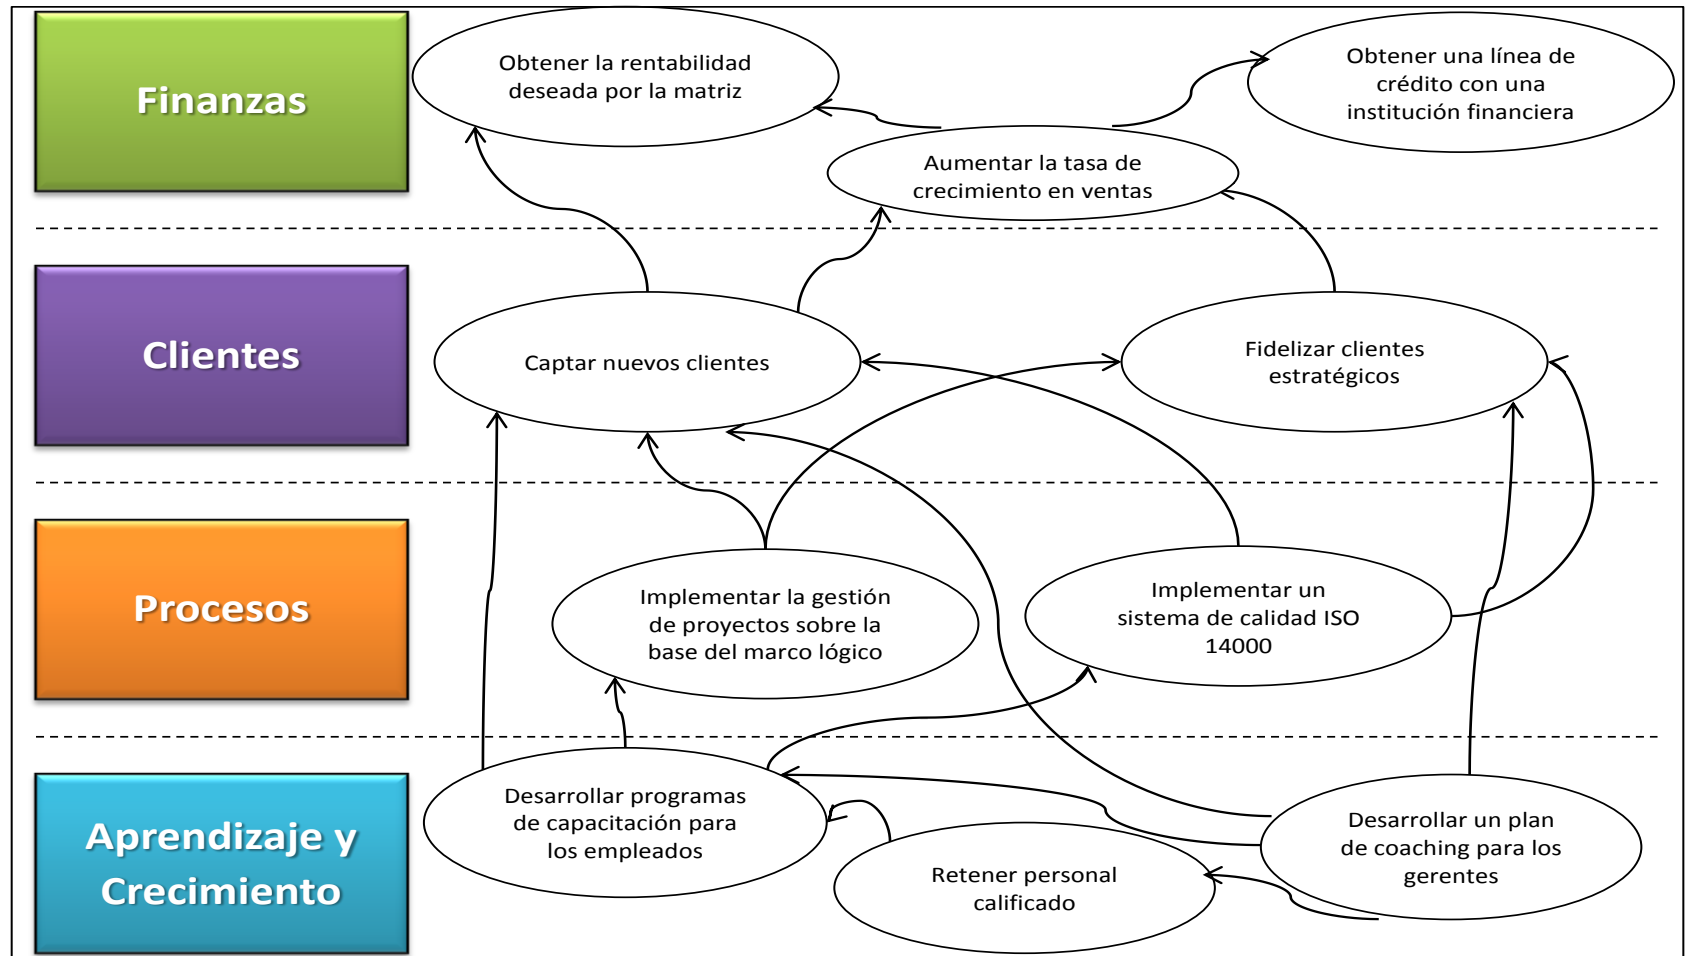 Finanzas
Obtener la rentabilidad
deseada por la matriz
Obtener una línea de
crédito con una
institución financiera
Aumentar la tasa de
crecimiento en ventas
Clientes
Captar nuevos clientes
Fidelizar clientes
estratégicos
Procesos
Implementar la gestión
de proyectos sobre la
base del marco lógico
Implementar un
sistema de calidad ISO
14000
Aprendizaje y
Crecimiento
Desarrollar programas
de capacitación para
los empleados
Retener personal
calificado
Desarrollar un plan
de coaching para los
gerentes